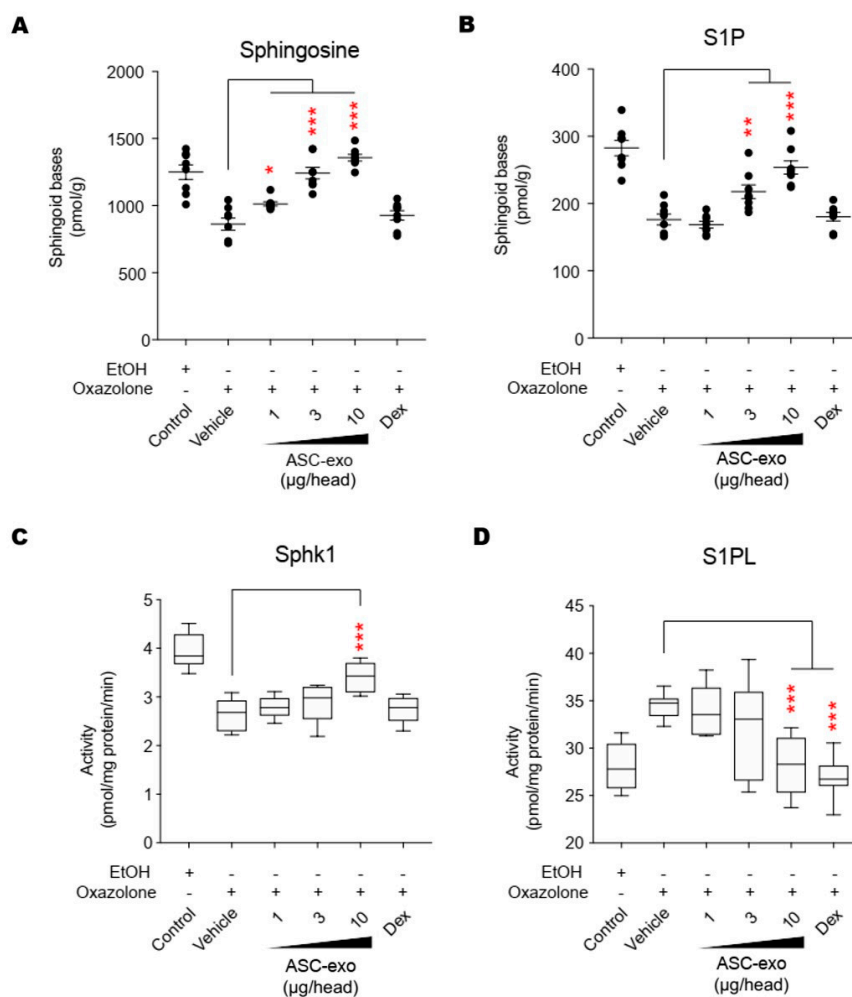 A
Sphingosine
Sphingoid bases
(pmol/g)
2000
1500
1000
500
0
*
***
***
EtOH + - - - - -
Oxazolone - + + + + +
Control Vehicle 1 3 10 Dex
ASC-exo
(µg/head)
B
S1P
Sphingoid bases
(pmol/g)
400
300
200
100
0
**
***
EtOH + - - - - -
Oxazolone - + + + + +
Control Vehicle 1 3 10 Dex
ASC-exo
(µg/head)
C
Sphk1
Activity
(pmol/mg protein/min)
5
4
3
2
1
0
***
EtOH + - - - - -
Oxazolone - + + + + +
Control Vehicle 1 3 10 Dex
ASC-exo
(µg/head)
D
S1PL
Activity
(pmol/mg protein/min)
45
40
35
30
25
20
***
***
EtOH + - - - - -
Oxazolone - + + + + +
Control Vehicle 1 3 10 Dex
ASC-exo
(µg/head)